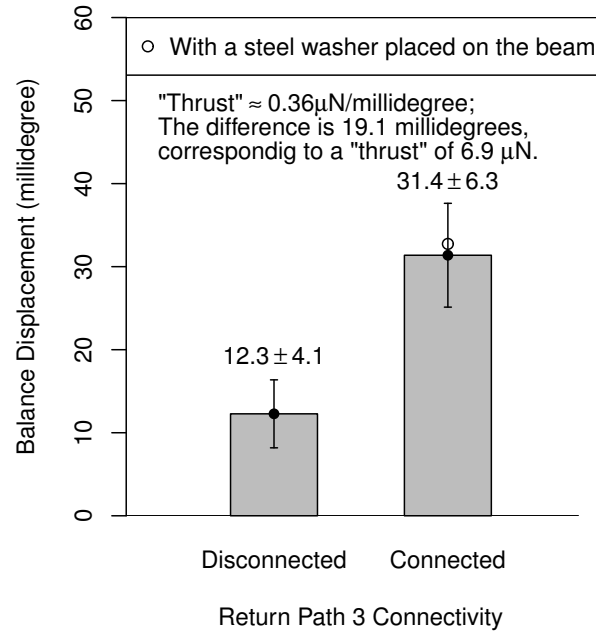 60
50
40
30
20
10
0
Balance Displacement (millidegree)
With a steel washer placed on the beam
"Thrust" ≈ 0.36μN/millidegree;
The difference is 19.1 millidegrees,
correspondig to a "thrust" of 6.9 μN.
31.4 ± 6.3
12.3 ± 4.1
Disconnected Connected
Return Path 3 Connectivity